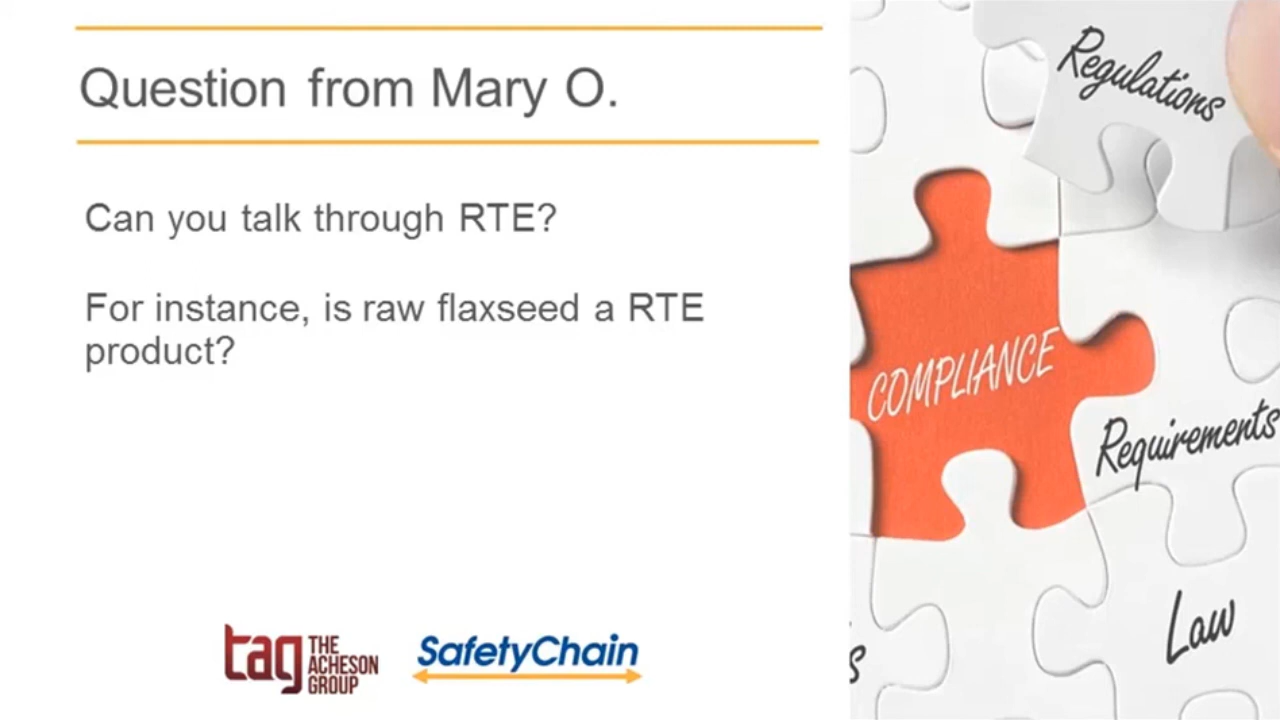 Question from Mary O.
Can you talk through RTE?
For instance, is raw flaxseed a RTE
product?
tag THE
ACHESON
GROUP
SafetyChain
Regulations
COMPLIANCE
Requirements
Law
s